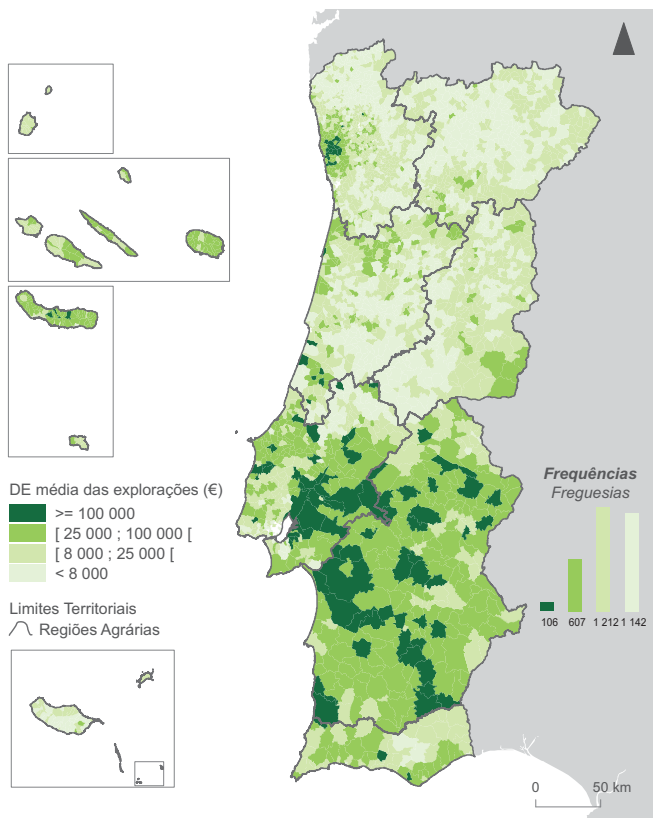 DE média das explorações (€)
>= 100 000
[ 25 000 ; 100 000 [
[ 8 000 ; 25 000 [
< 8 000
Limites Territoriais
Regiões Agrárias
Frequências
Freguesias
106 607 1 212 1 142
0 50 km